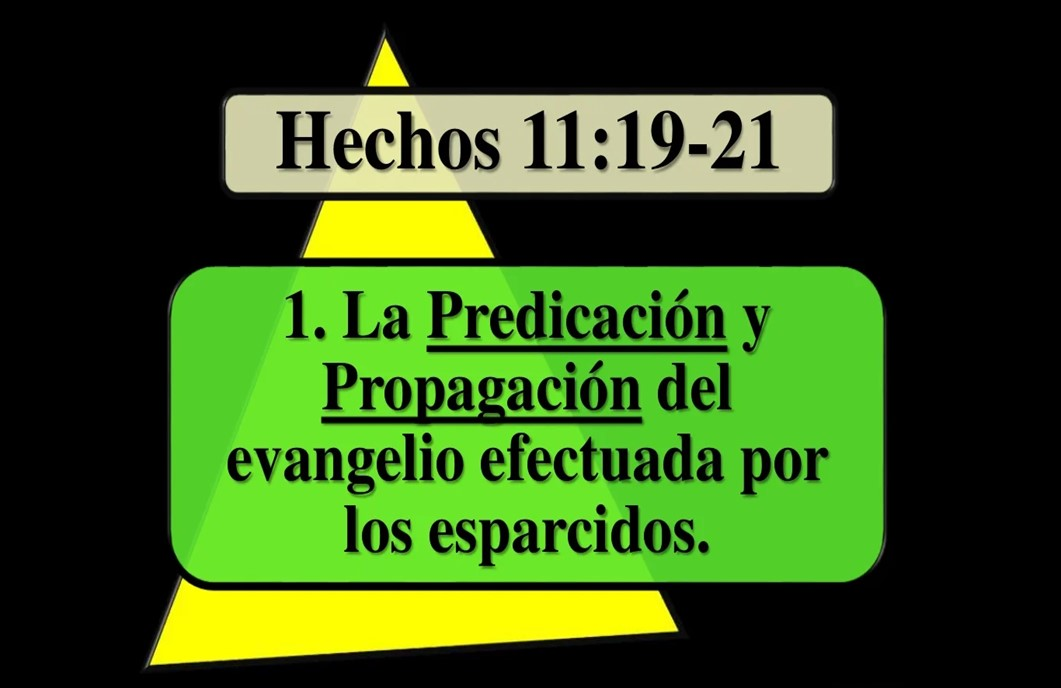 Hechos 11:19-21
1. La Predicación y
Propagación del
evangelio efectuada por
los esparcidos.